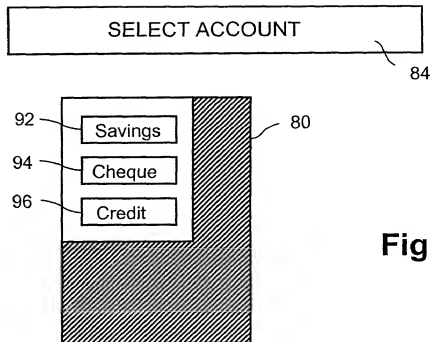 SELECT ACCOUNT
84
92
Savings
80
94
Cheque
96
Credit
Fig